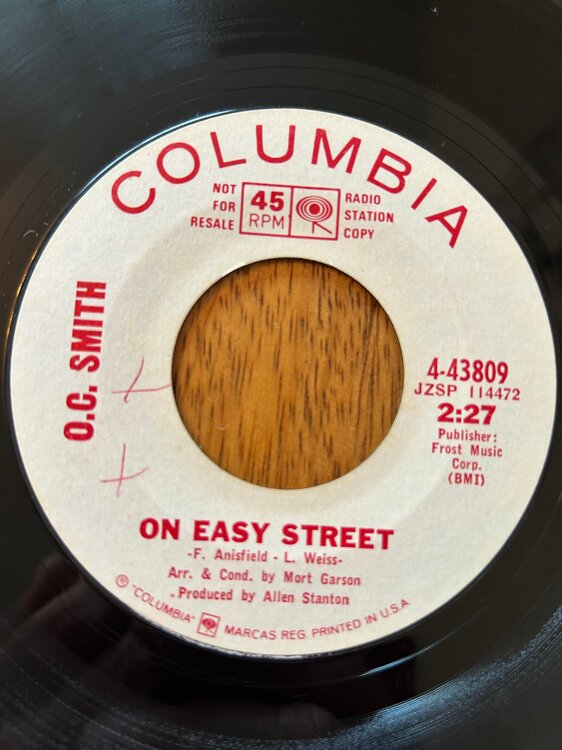 COLUMBIA
NOT
FOR
RESALE
45
RPM
RADIO
STATION
COPY
O.C. SMITH
4-43809
JZSP 114472
2:27
Publisher:
Frost Music
Corp.
(BMI)
ON EASY STREET
-F. Anisfield - L. Weiss-
Arr. & Cond. by Mort Garson
-Produced by Allen Stanton
℗ "COLUMBIA" MARCAS REG. PRINTED IN U.S.A.